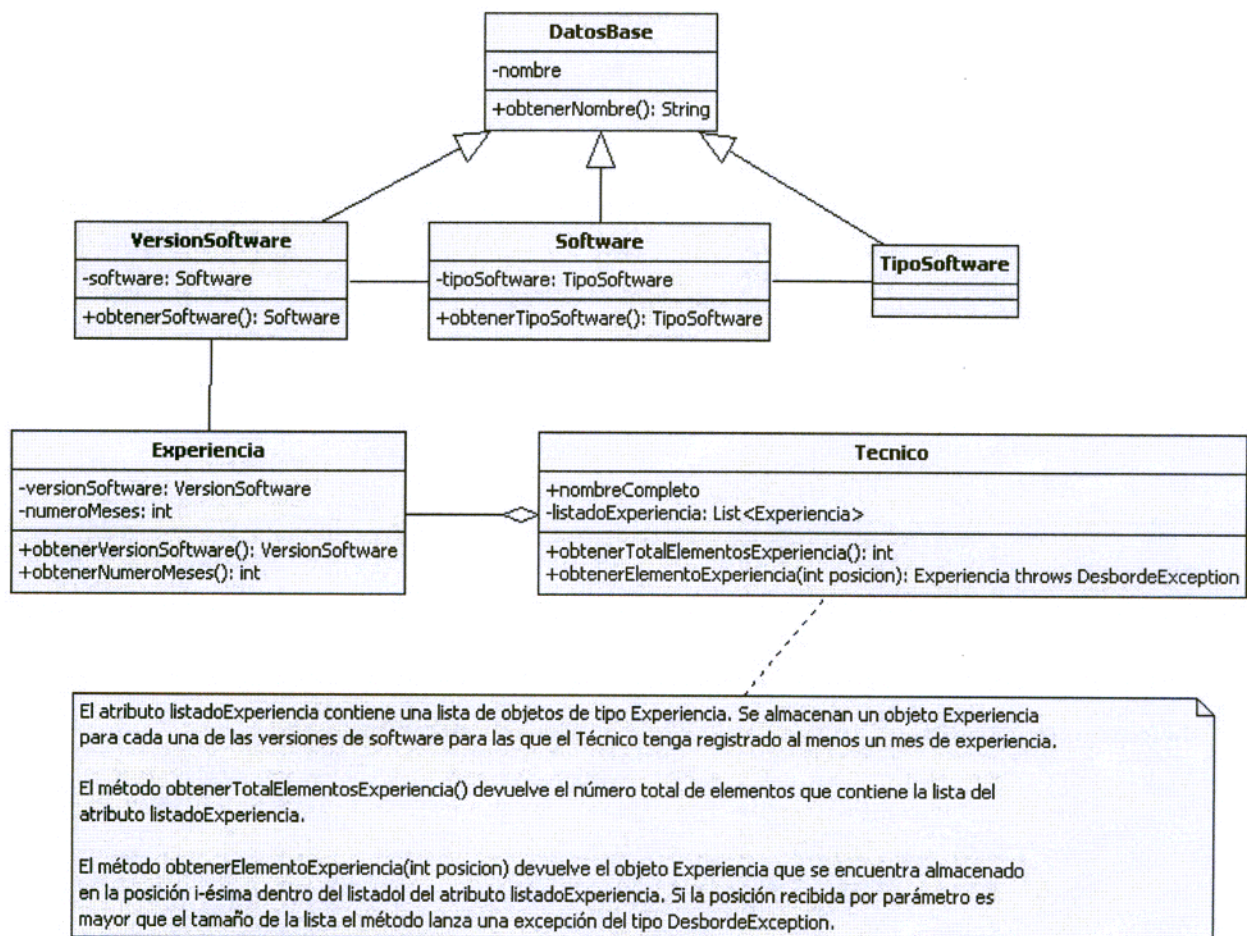 DatosBase
-nombre
+obtenerNombre(): String
VersionSoftware
-software: Software
+obtenerSoftware(): Software
Software
-tipoSoftware: TipoSoftware
+obtenerTipoSoftware(): TipoSoftware
TipoSoftware
Experiencia
-versionSoftware: VersionSoftware
-numeroMeses: int
+obtenerVersionSoftware(): VersionSoftware
+obtenerNumeroMeses(): int
Tecnico
+nombreCompleto
-listadoExperiencia: List<Experiencia>
+obtenerTotalElementosExperiencia(): int
+obtenerElementoExperiencia(int posicion): Experiencia throws DesbordeException
El atributo listadoExperiencia contiene una lista de objetos de tipo Experiencia. Se almacenan un objeto Experiencia
para cada una de las versiones de software para las que el Técnico tenga registrado al menos un mes de experiencia.
El método obtenerTotalElementosExperiencia() devuelve el número total de elementos que contiene la lista del
atributo listadoExperiencia.
El método obtenerElementoExperiencia(int posicion) devuelve el objeto Experiencia que se encuentra almacenado
en la posición i-ésima dentro del listadol del atributo listadoExperiencia. Si la posición recibida por parámetro es
mayor que el tamaño de la lista el método lanza una excepción del tipo DesbordeException.